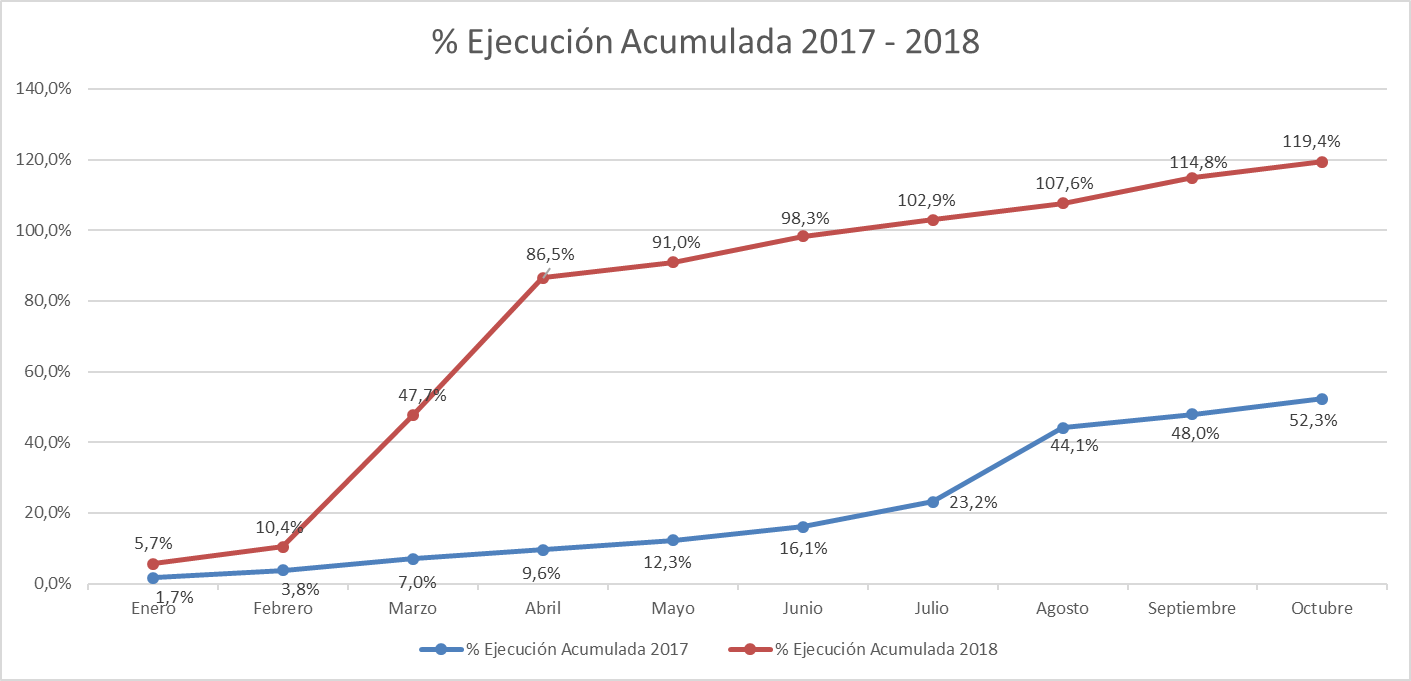 % Ejecución Acumulada 2017 - 2018
140,0%
120,0%
100,0%
80,0%
60,0%
40,0%
20,0%
0,0%
5,7%
10,4%
47,7%
86,5%
91,0%
98,3%
102,9%
107,6%
114,8%
119,4%
1,7%
3,8%
7,0%
9,6%
12,3%
16,1%
23,2%
44,1%
48,0%
52,3%
Enero
Febrero
Marzo
Abril
Mayo
Junio
Julio
Agosto
Septiembre
Octubre
% Ejecución Acumulada 2017
% Ejecución Acumulada 2018